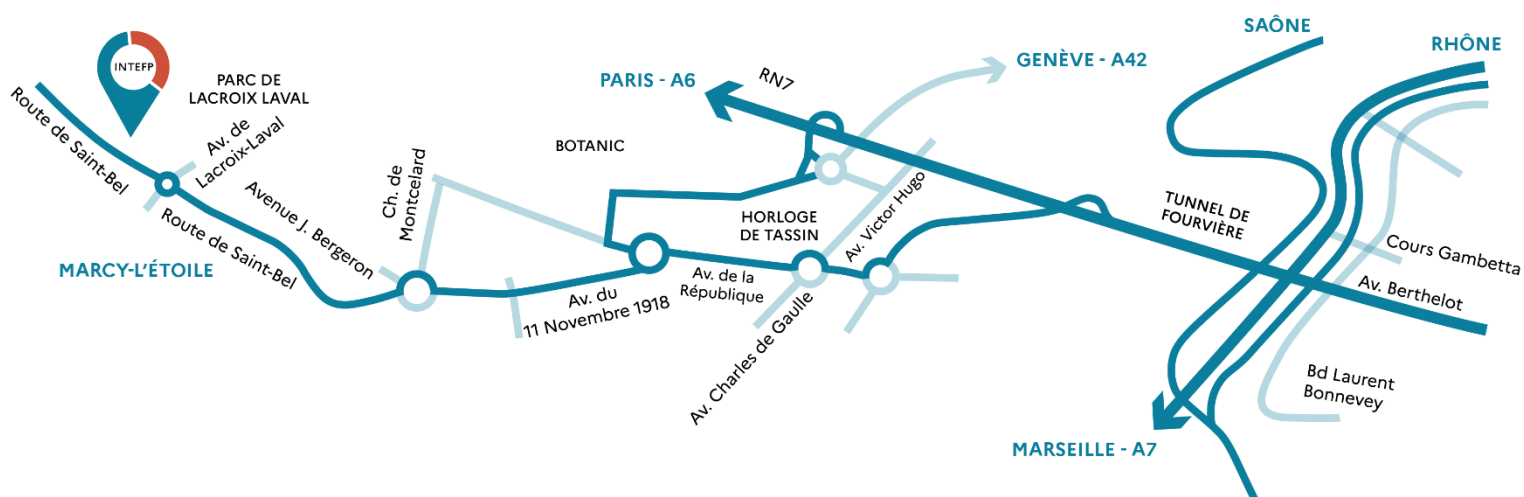 INTEFP
PARC DE
LACROIX LAVAL
Route de Saint-Bel
Av. de
Lacroix-Laval
Route de Saint-Bel
Avenue J. Bergeron
MARCY-L'ÉTOILE
Ch. de
Montcelard
BOTANIC
PARIS - A6
RN7
GENÈVE - A42
HORLOGE
DE TASSIN
Av. Victor Hugo
Av. du
11 Novembre 1918
Av. de la
République
Av. Charles de Gaulle
SAÔNE
RHÔNE
TUNNEL DE
FOURVIÈRE
Cours Gambetta
Av. Berthelot
Bd Laurent
Bonnevey
MARSEILLE - A7